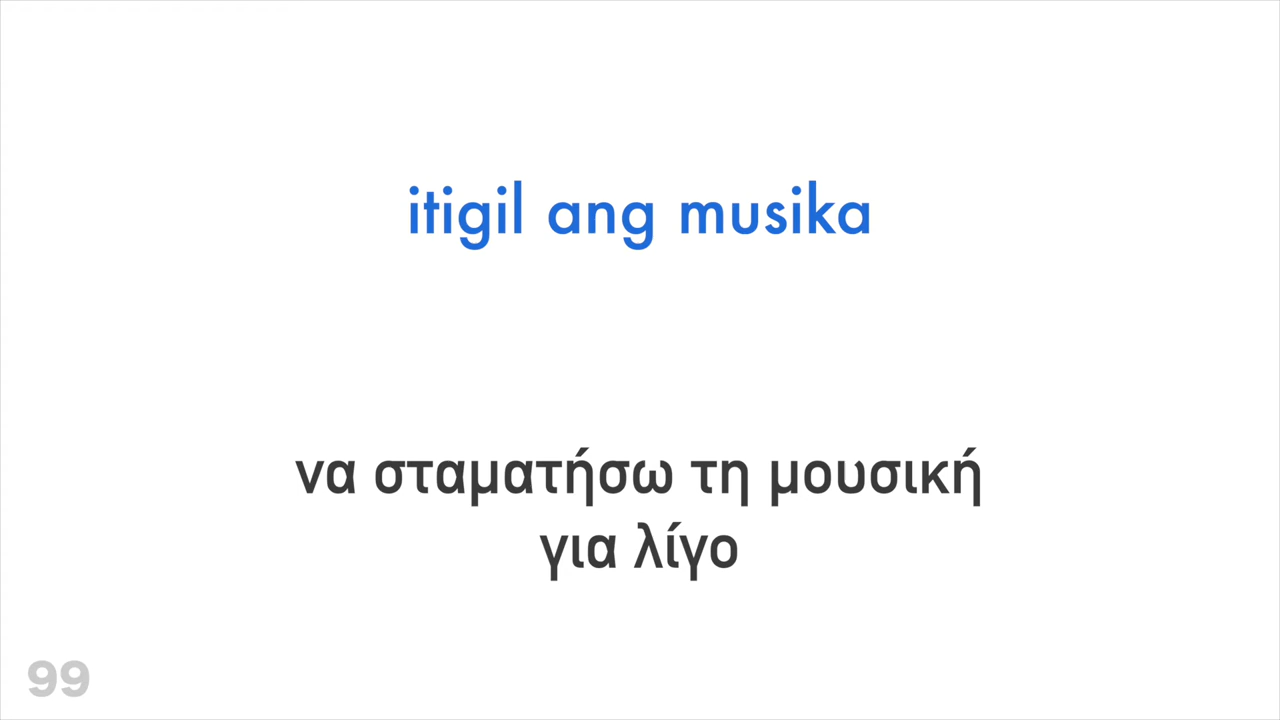 itigil ang musika
να σταματήσω τη μουσική
για λίγο
99